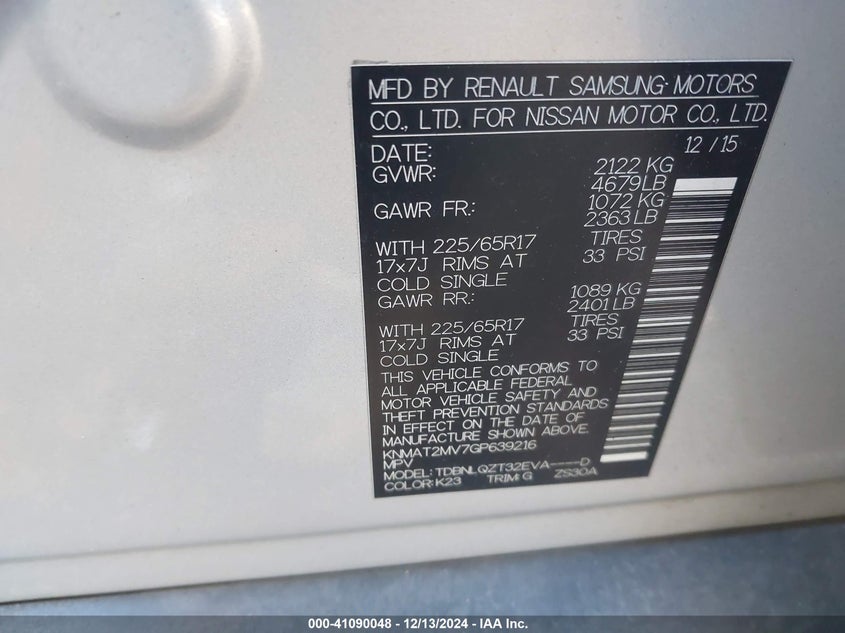 MFD BY RENAULT SAMSUNG MOTORS
CO., LTD. FOR NISSAN MOTOR CO., LTD.
DATE: 12 / 15
GVWR: 2122 KG
4679LB
GAWR FR.: 1072 KG
2363LB
WITH 225/65R17 TIRES
17x7J RIMS AT 33 PSI
COLD SINGLE
GAWR RR.: 1089 KG
2401LB
WITH 225/65R17 TIRES
17x7J RIMS AT 33 PSI
COLD SINGLE
THIS VEHICLE CONFORMS TO
ALL APPLICABLE FEDERAL
MOTOR VEHICLE SAFETY AND
THEFT PREVENTION STANDARDS
IN EFFECT ON THE DATE OF
MANUFACTURE SHOWN ABOVE.
KNMAT2MV7GP639216
MPV
MODEL: TDBNLQZT32EVA----D
COLOR: K23 TRIM: G ZS30A
000-41090048 - 12/13/2024 - IAA Inc.